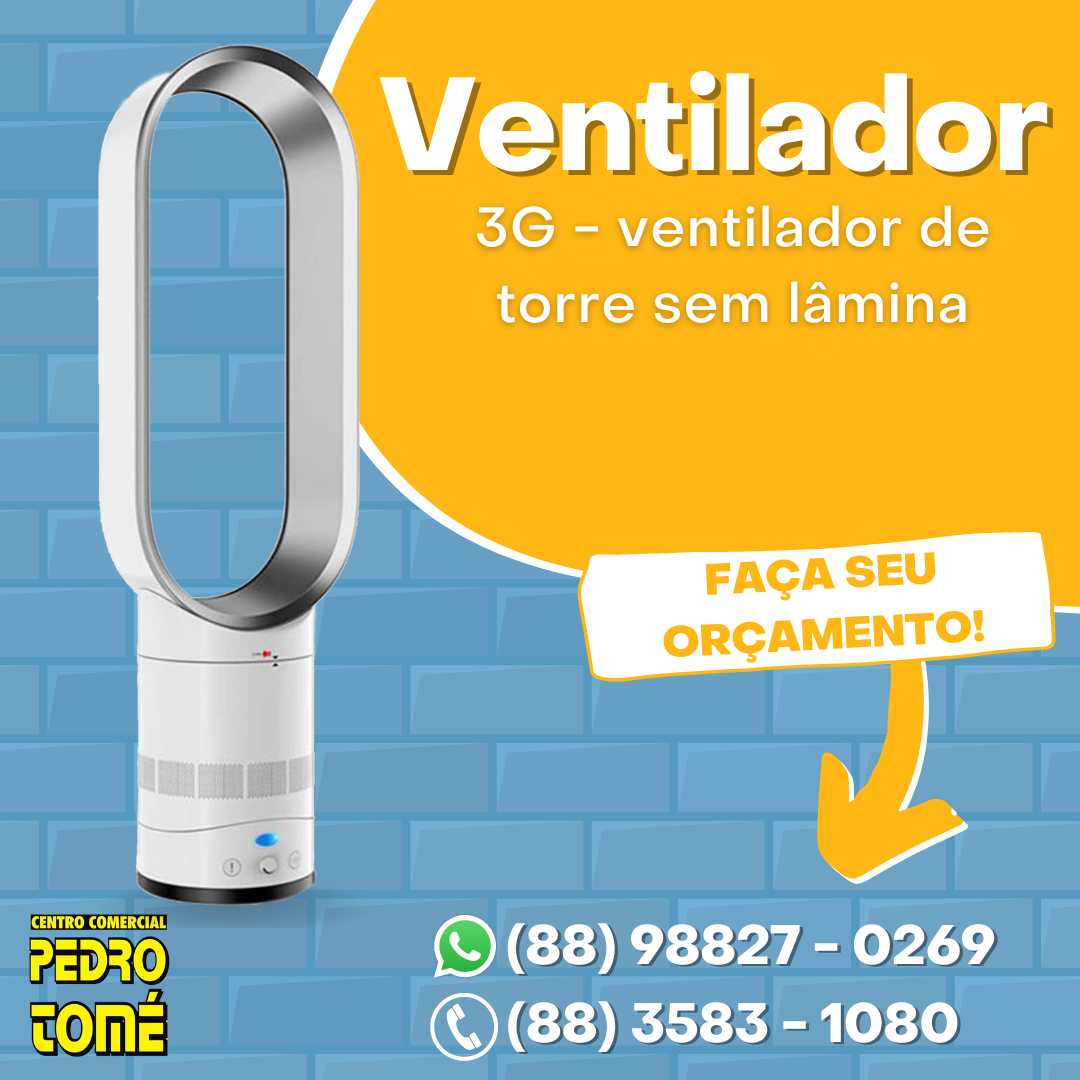 Ventilador
3G - ventilador de
torre sem lâmina
FAÇA SEU
ORÇAMENTO!
CENTRO COMERCIAL
PEDRO
TOMÉ
(88) 98827 - 0269
(88) 3583 - 1080